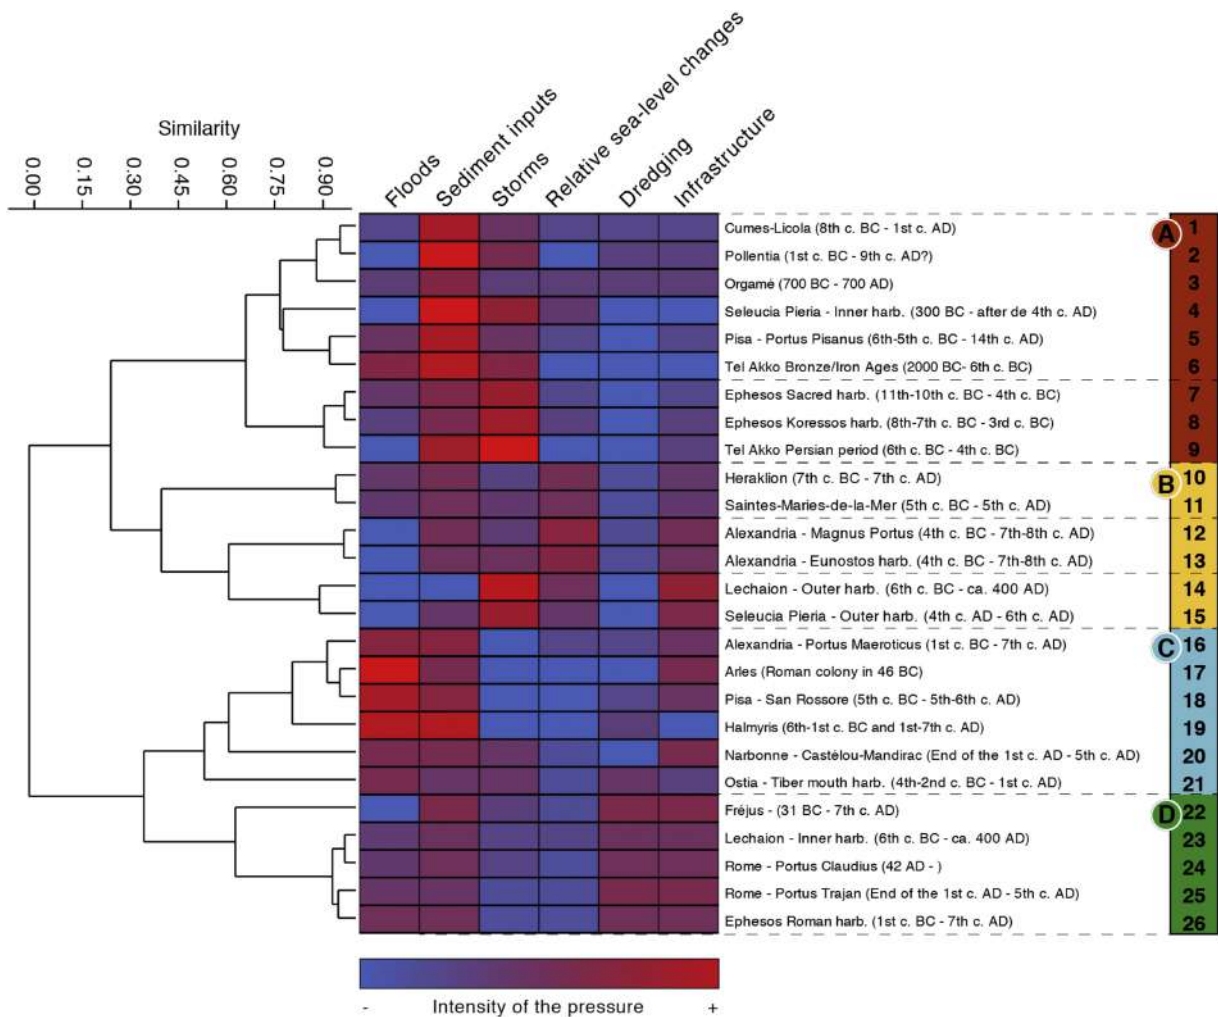 Similarity
0.00 0.15 0.30 0.45 0.60 0.75 0.90
Floods
Sediment inputs
Storms
Relative sea-level changes
Dredging
Infrastructure
Cumes-Licola (8th c. BC - 1st c. AD) A 1
Pollentia (1st c. BC - 9th c. AD?) 2
Orgamé (700 BC - 700 AD) 3
Seleucia Pieria - Inner harb. (300 BC - after de 4th c. AD) 4
Pisa - Portus Pisanus (6th-5th c. BC - 14th c. AD) 5
Tel Akko Bronze/Iron Ages (2000 BC- 6th c. BC) 6
Ephesos Sacred harb. (11th-10th c. BC - 4th c. BC) 7
Ephesos Koressos harb. (8th-7th c. BC - 3rd c. BC) 8
Tel Akko Persian period (6th c. BC - 4th c. BC) 9
Heraklion (7th c. BC - 7th c. AD) B 10
Saintes-Maries-de-la-Mer (5th c. BC - 5th c. AD) 11
Alexandria - Magnus Portus (4th c. BC - 7th-8th c. AD) 12
Alexandria - Eunostos harb. (4th c. BC - 7th-8th c. AD) 13
Lechaion - Outer harb. (6th c. BC - ca. 400 AD) 14
Seleucia Pieria - Outer harb. (4th c. AD - 6th c. AD) 15
Alexandria - Portus Maeroticus (1st c. BC - 7th c. AD) C 16
Arles (Roman colony in 46 BC) 17
Pisa - San Rossore (5th c. BC - 5th-6th c. AD) 18
Halmyris (6th-1st c. BC and 1st-7th c. AD) 19
Narbonne - Castélou-Mandirac (End of the 1st c. AD - 5th c. AD) 20
Ostia - Tiber mouth harb. (4th-2nd c. BC - 1st c. AD) 21
Fréjus - (31 BC - 7th c. AD) D 22
Lechaion - Inner harb. (6th c. BC - ca. 400 AD) 23
Rome - Portus Claudius (42 AD - ) 24
Rome - Portus Trajan (End of the 1st c. AD - 5th c. AD) 25
Ephesos Roman harb. (1st c. BC - 7th c. AD) 26
- Intensity of the pressure +